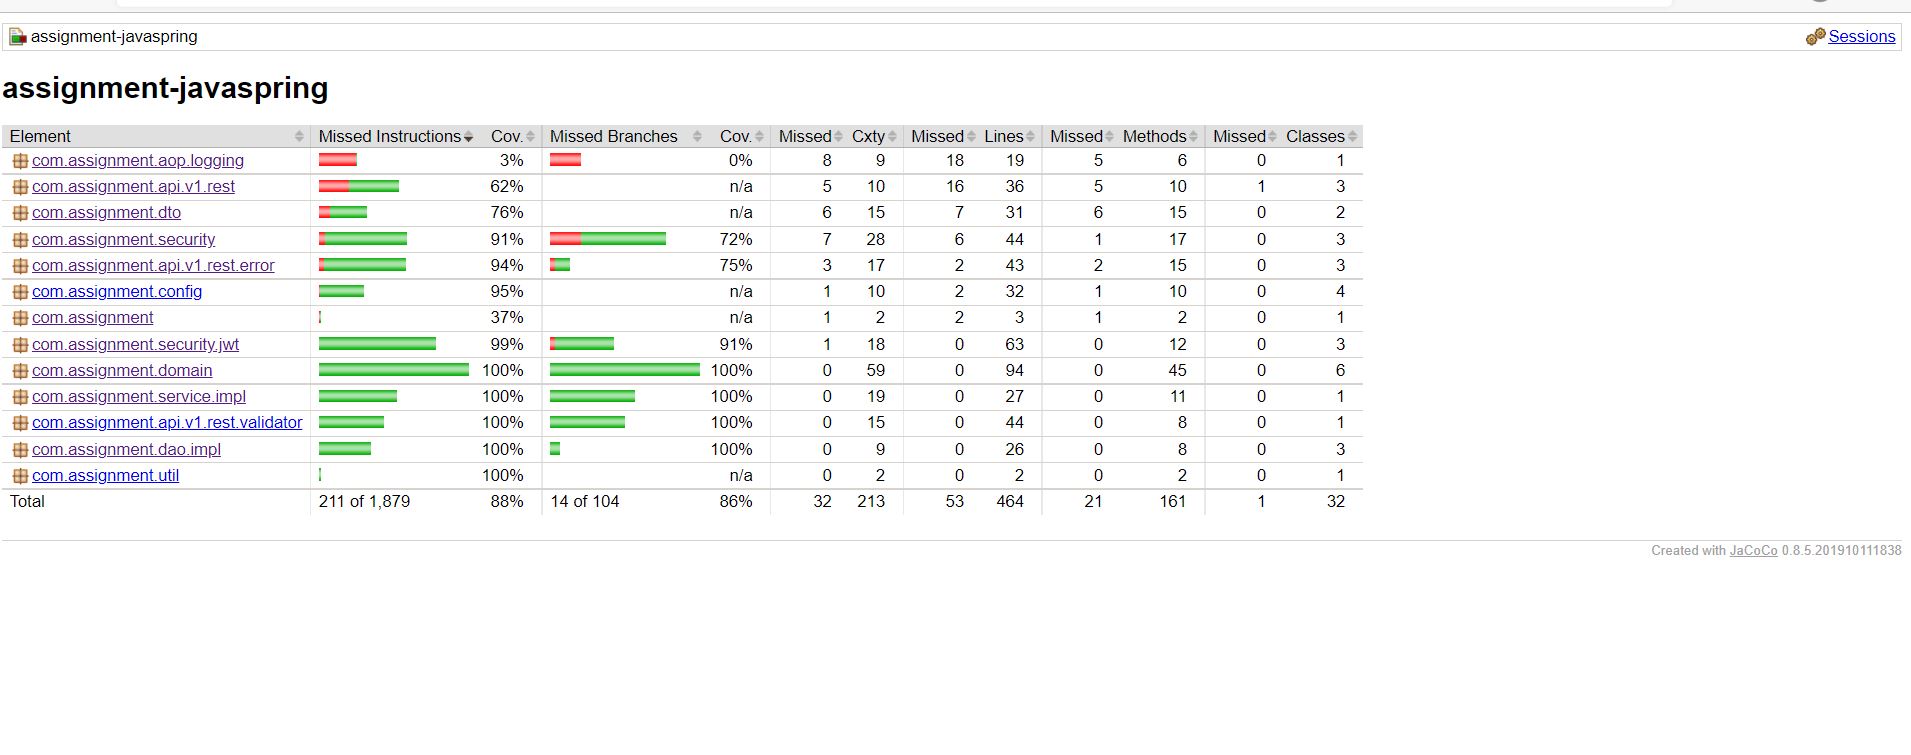 assignment-javaspring Sessions
assignment-javaspring
Element Missed Instructions Cov. Missed Branches Cov. Missed Cxty Missed Lines Missed Methods Missed Classes
com.assignment.aop.logging 3% 0% 8 9 18 19 5 6 0 1
com.assignment.api.v1.rest 62% n/a 5 10 16 36 5 10 1 3
com.assignment.dto 76% n/a 6 15 7 31 6 15 0 2
com.assignment.security 91% 72% 7 28 6 44 1 17 0 3
com.assignment.api.v1.rest.error 94% 75% 3 17 2 43 2 15 0 3
com.assignment.config 95% n/a 1 10 2 32 1 10 0 4
com.assignment 37% n/a 1 2 2 3 1 2 0 1
com.assignment.security.jwt 99% 91% 1 18 0 63 0 12 0 3
com.assignment.domain 100% 100% 0 59 0 94 0 45 0 6
com.assignment.service.impl 100% 100% 0 19 0 27 0 11 0 1
com.assignment.api.v1.rest.validator 100% 100% 0 15 0 44 0 8 0 1
com.assignment.dao.impl 100% 100% 0 9 0 26 0 8 0 3
com.assignment.util 100% n/a 0 2 0 2 0 2 0 1
Total 211 of 1,879 88% 14 of 104 86% 32 213 53 464 21 161 1 32
Created with JaCoCo 0.8.5.201910111838